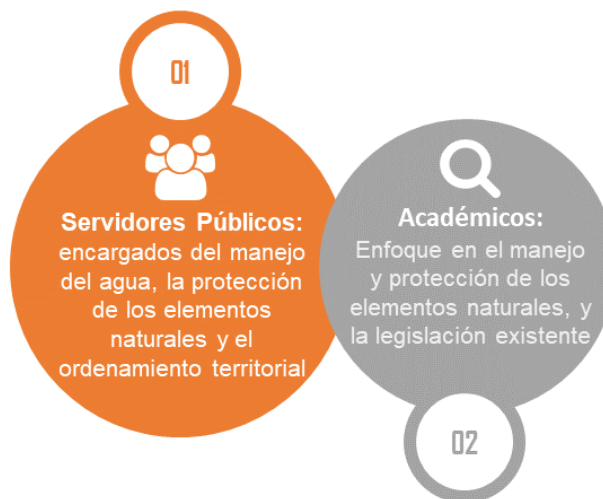 01
Servidores Públicos:
encargados del manejo
del agua, la protección
de los elementos
naturales y el
ordenamiento territorial
Académicos:
Enfoque en el manejo
y protección de los
elementos naturales, y
la legislación existente
02